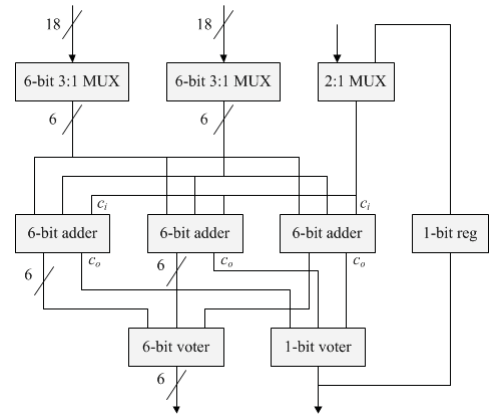 18 18
6-bit 3:1 MUX 6-bit 3:1 MUX 2:1 MUX
6 6
ci ci
6-bit adder 6-bit adder 6-bit adder 1-bit reg
6 co 6 co co
6-bit voter 1-bit voter
6